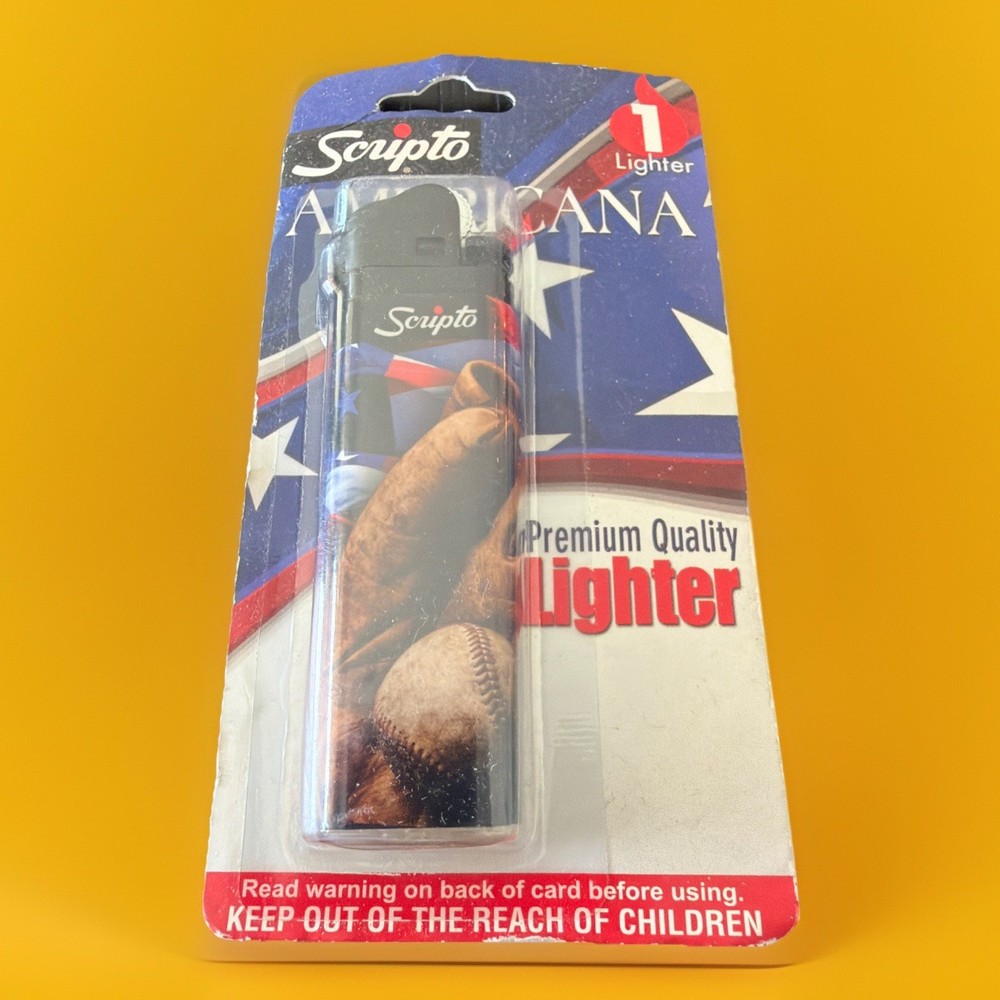 Scripto
1
Lighter
AMERICANA
Scripto
Premium Quality
Lighter
Read warning on back of card before using.
KEEP OUT OF THE REACH OF CHILDREN